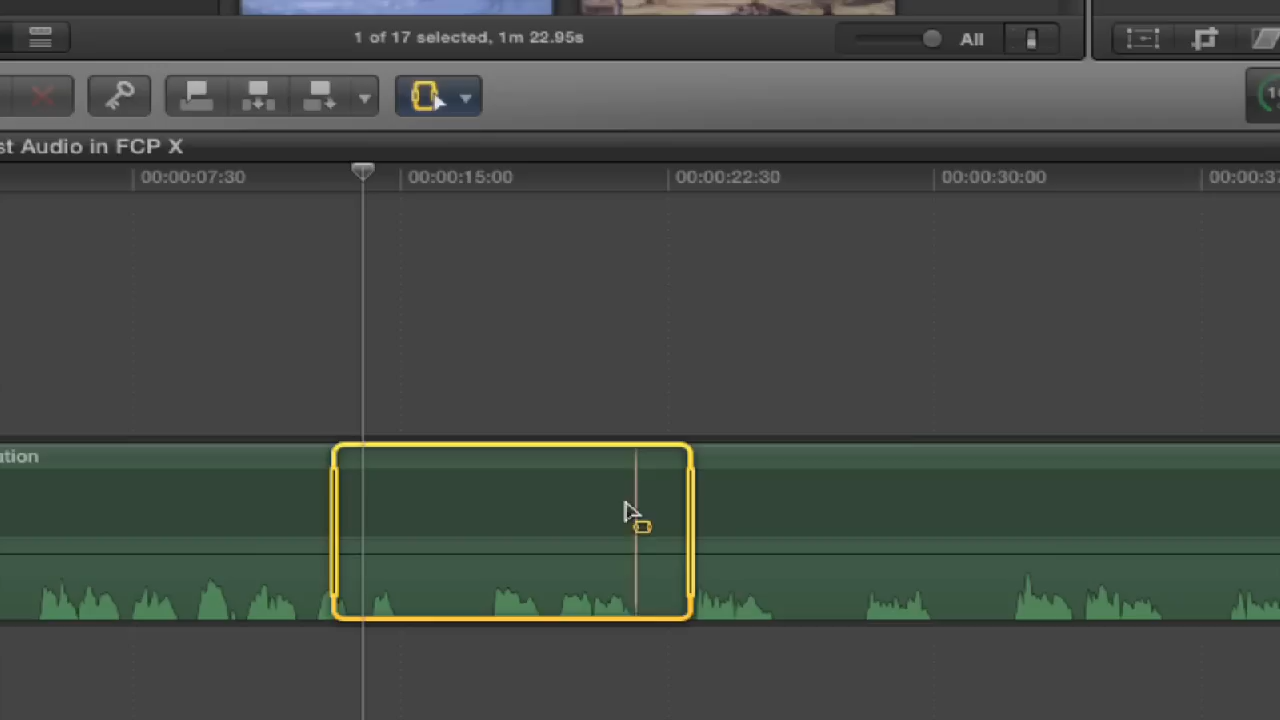 1 of 17 selected, 1m 22.95s
All
st Audio in FCP X
00:00:07:30
00:00:15:00
00:00:22:30
00:00:30:00
00:00:37
ation